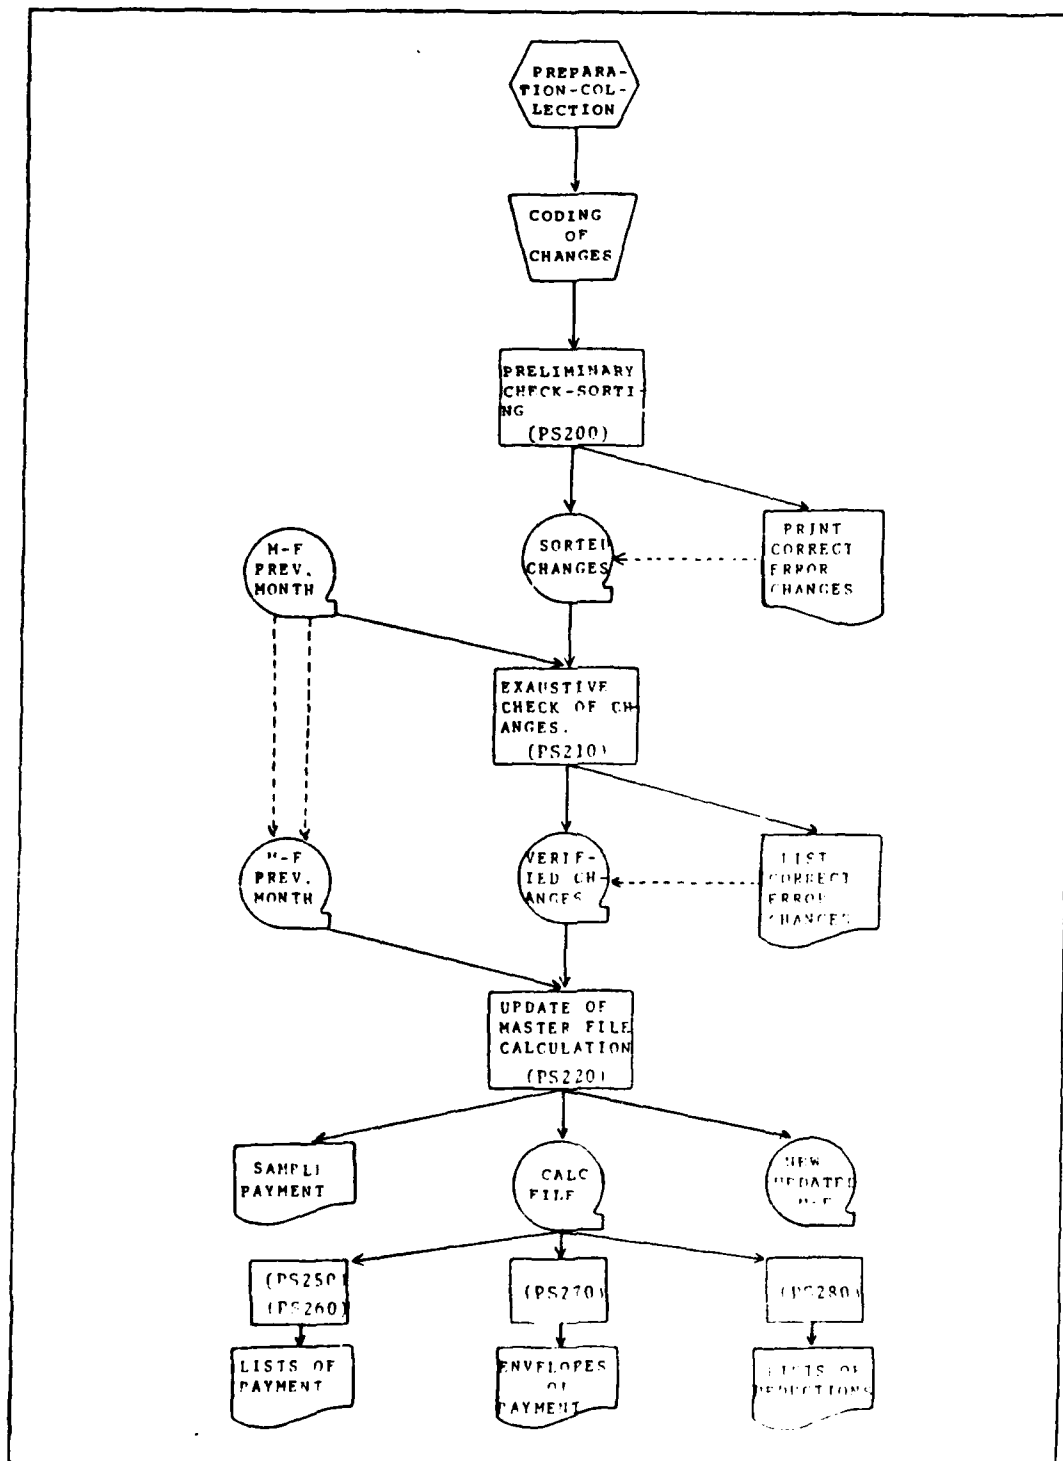 PREPARA-
TION-COL-
LECTION
CODING
OF
CHANGES
PRELIMINARY
CHECK-SORTI-
NG
(PS200)
M-F
PREV.
MONTH
SORTED
CHANGES
PRINT
CORRECT
ERROR
CHANGES
EXAUSTIVE
CHECK OF CH-
ANGES.
(PS210)
M-F
PREV.
MONTH
VERIF-
IED CH-
ANGES
LIST
CORRECT
ERROR
CHANGES
UPDATE OF
MASTER FILE
CALCULATION
(PS220)
SAMPLE
PAYMENT
CALC
FILE
NEW
UPDATED
M-F
(PS250)
(PS260)
(PS270)
(PS280)
LISTS OF
PAYMENT
ENVELOPES
OF
PAYMENT
LISTS OF
DEDUCTIONS